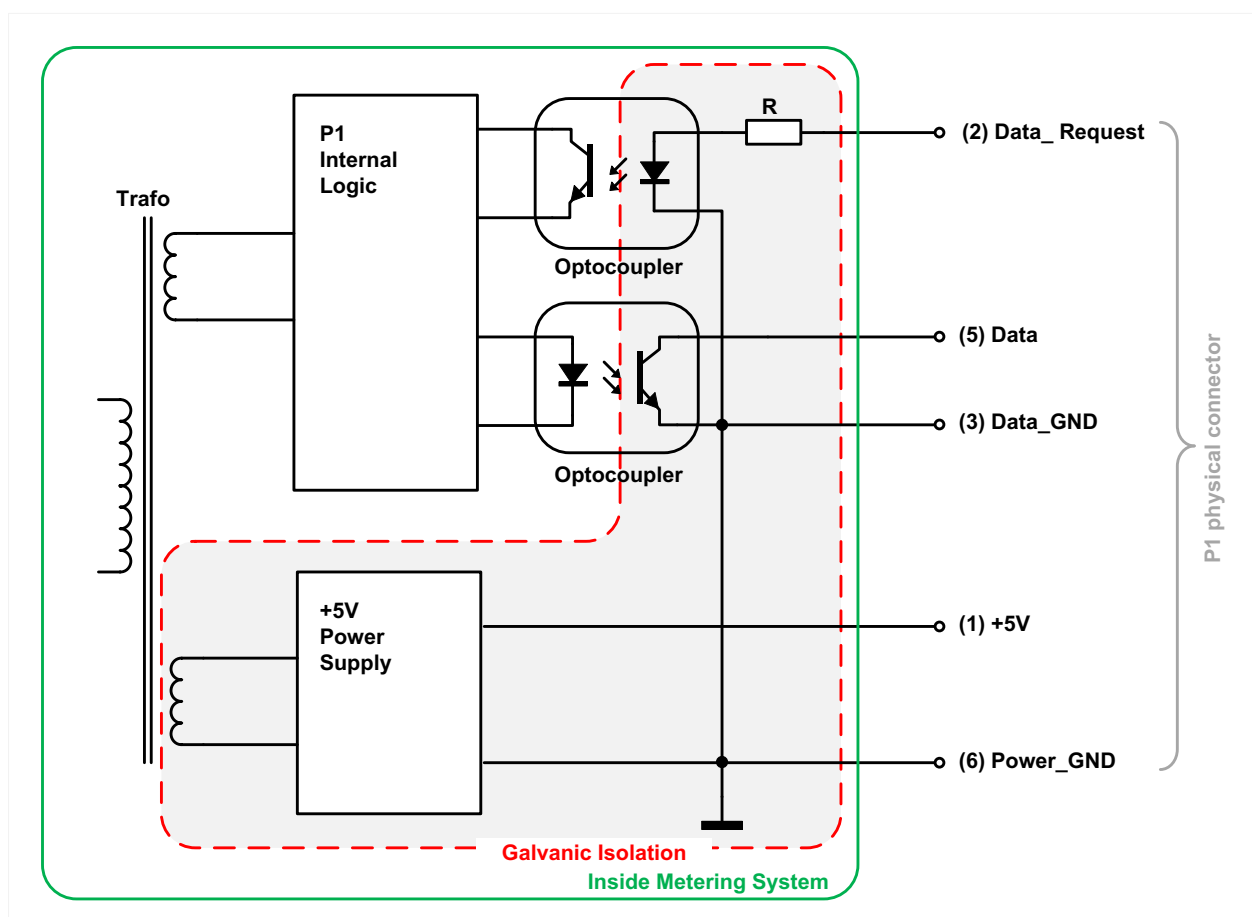 Trafo
P1
Internal
Logic
R
(2) Data_ Request
Optocoupler
(5) Data
(3) Data_GND
Optocoupler
P1 physical connector
+5V
Power
Supply
(1) +5V
(6) Power_GND
Galvanic Isolation
Inside Metering System